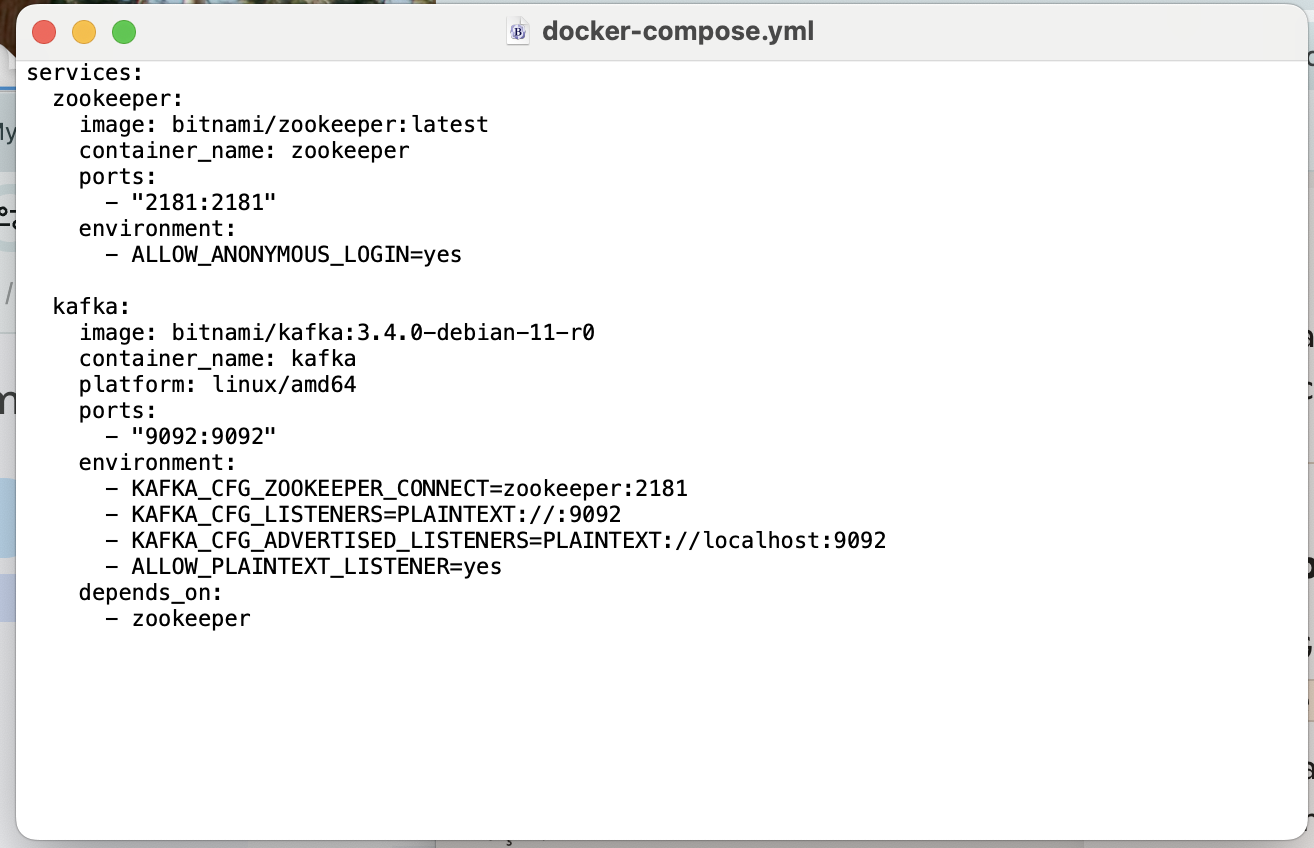 docker-compose.yml
services:
  zookeeper:
    image: bitnami/zookeeper:latest
    container_name: zookeeper
    ports:
      - "2181:2181"
    environment:
      - ALLOW_ANONYMOUS_LOGIN=yes

  kafka:
    image: bitnami/kafka:3.4.0-debian-11-r0
    container_name: kafka
    platform: linux/amd64
    ports:
      - "9092:9092"
    environment:
      - KAFKA_CFG_ZOOKEEPER_CONNECT=zookeeper:2181
      - KAFKA_CFG_LISTENERS=PLAINTEXT://:9092
      - KAFKA_CFG_ADVERTISED_LISTENERS=PLAINTEXT://localhost:9092
      - ALLOW_PLAINTEXT_LISTENER=yes
    depends_on:
      - zookeeper